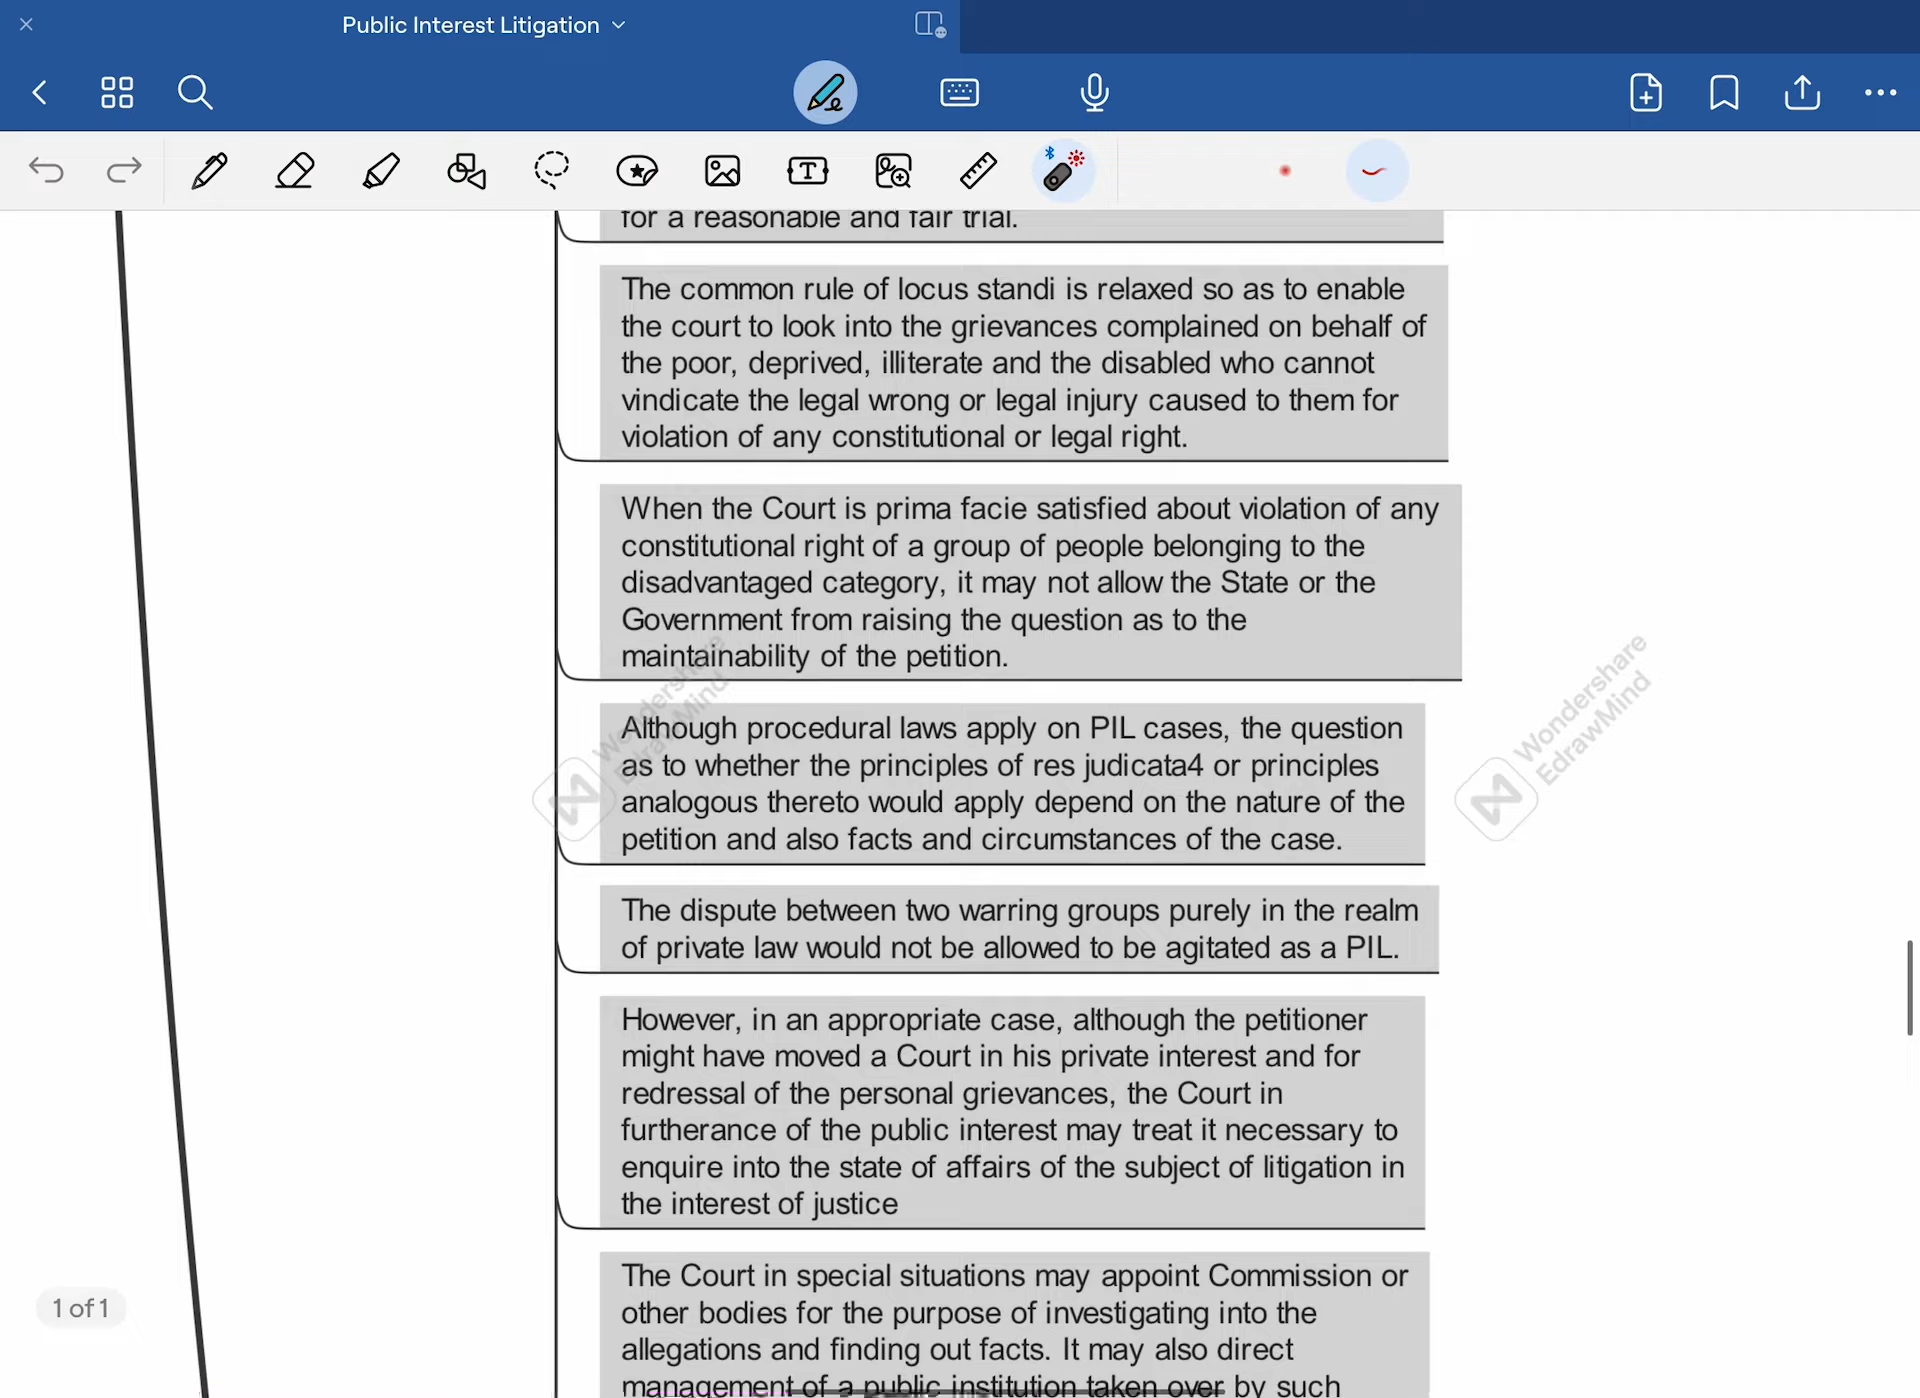 Public Interest Litigation
for a reasonable and fair trial.
The common rule of locus standi is relaxed so as to enable
the court to look into the grievances complained on behalf of
the poor, deprived, illiterate and the disabled who cannot
vindicate the legal wrong or legal injury caused to them for
violation of any constitutional or legal right.
When the Court is prima facie satisfied about violation of any
constitutional right of a group of people belonging to the
disadvantaged category, it may not allow the State or the
Government from raising the question as to the
maintainability of the petition.
Although procedural laws apply on PIL cases, the question
as to whether the principles of res judicata4 or principles
analogous thereto would apply depend on the nature of the
petition and also facts and circumstances of the case.
The dispute between two warring groups purely in the realm
of private law would not be allowed to be agitated as a PIL.
However, in an appropriate case, although the petitioner
might have moved a Court in his private interest and for
redressal of the personal grievances, the Court in
furtherance of the public interest may treat it necessary to
enquire into the state of affairs of the subject of litigation in
the interest of justice
The Court in special situations may appoint Commission or
other bodies for the purpose of investigating into the
allegations and finding out facts. It may also direct
management of a public institution taken over by such
Wondershare
EdrawMind
Wondershare
EdrawMind
1 of 1